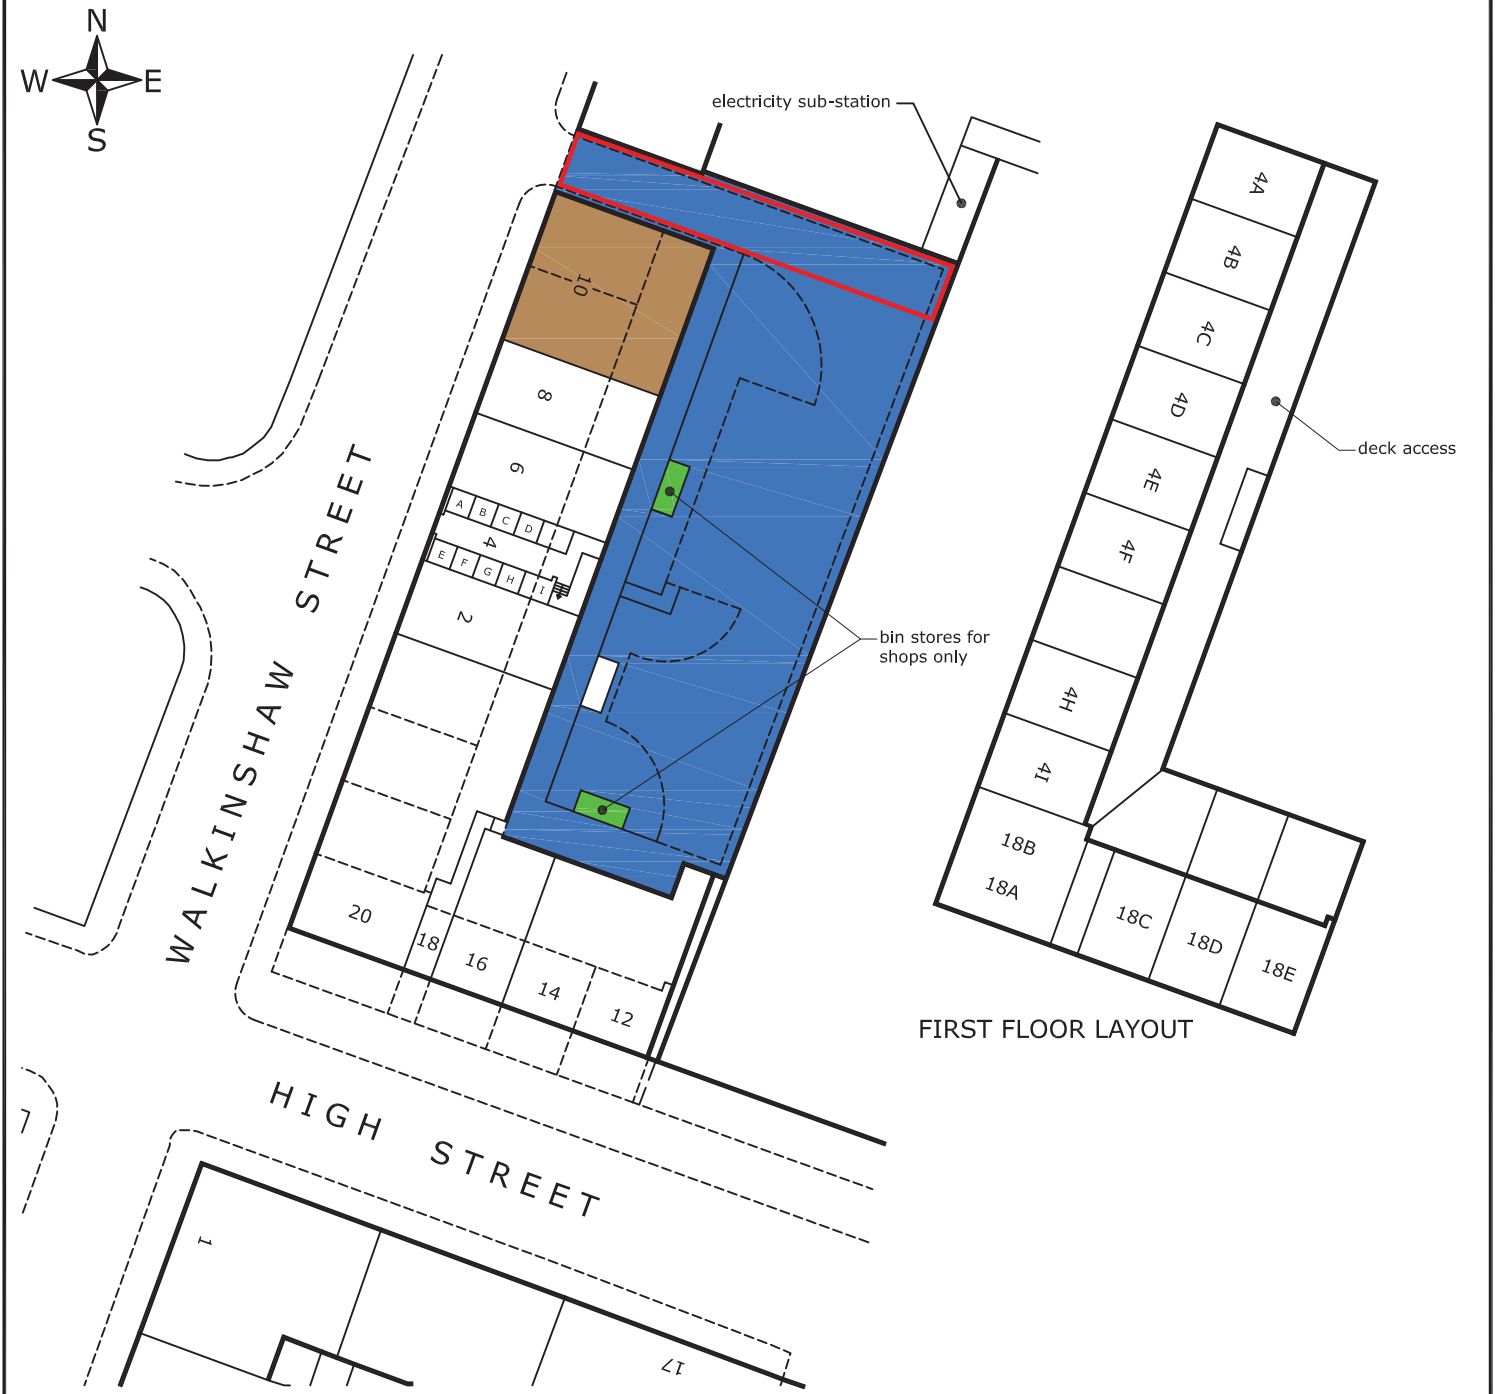 N
W E
S
electricity sub-station
10
8
6
A B C D
4
E F G H I
2
bin stores for
shops only
20
18
16
14
12
WALKINSHAW STREET
HIGH STREET
1
17
4A
4B
4C
4D
4E
4F
4H
4I
deck access
18B
18A
18C
18D
18E
FIRST FLOOR LAYOUT